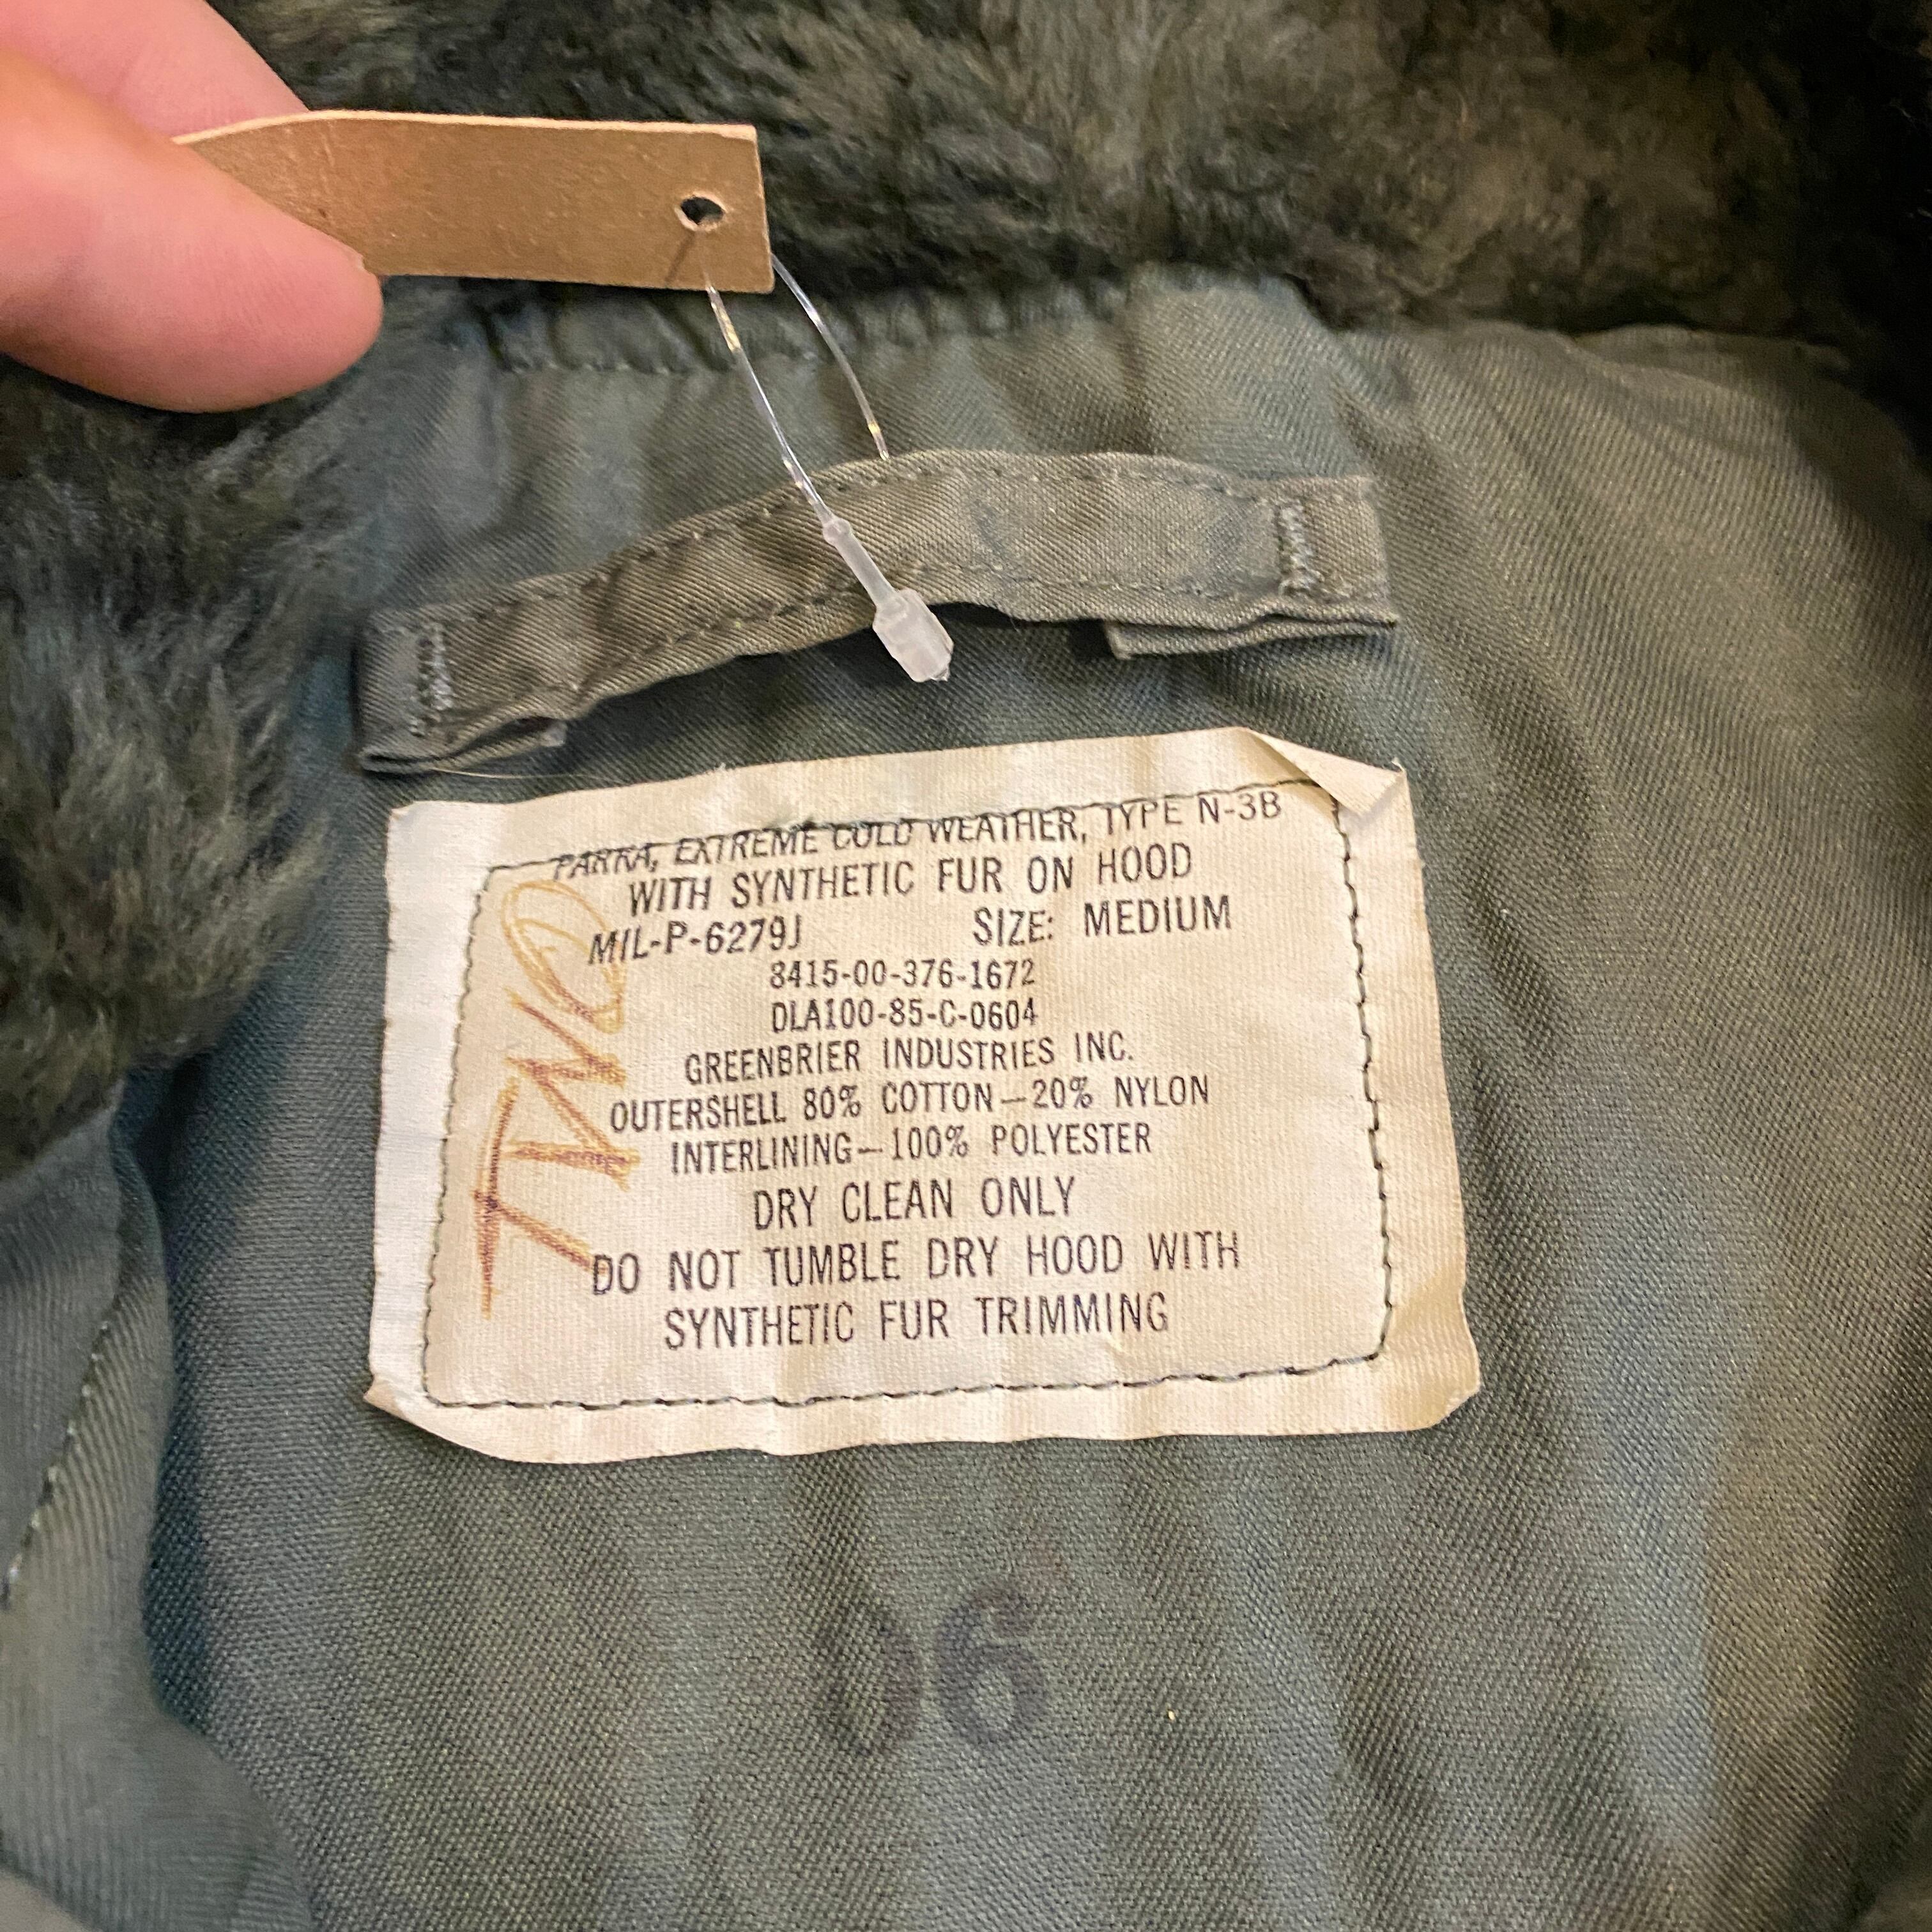 PARKA, EXTREME COLD WEATHER, TYPE N-3B
WITH SYNTHETIC FUR ON HOOD
MIL-P-6279J SIZE: MEDIUM
8415-00-376-1672
DLA100-85-C-0604
GREENBRIER INDUSTRIES INC.
OUTERSHELL 80% COTTON—20% NYLON
INTERLINING—100% POLYESTER
DRY CLEAN ONLY
DO NOT TUMBLE DRY HOOD WITH
SYNTHETIC FUR TRIMMING
06